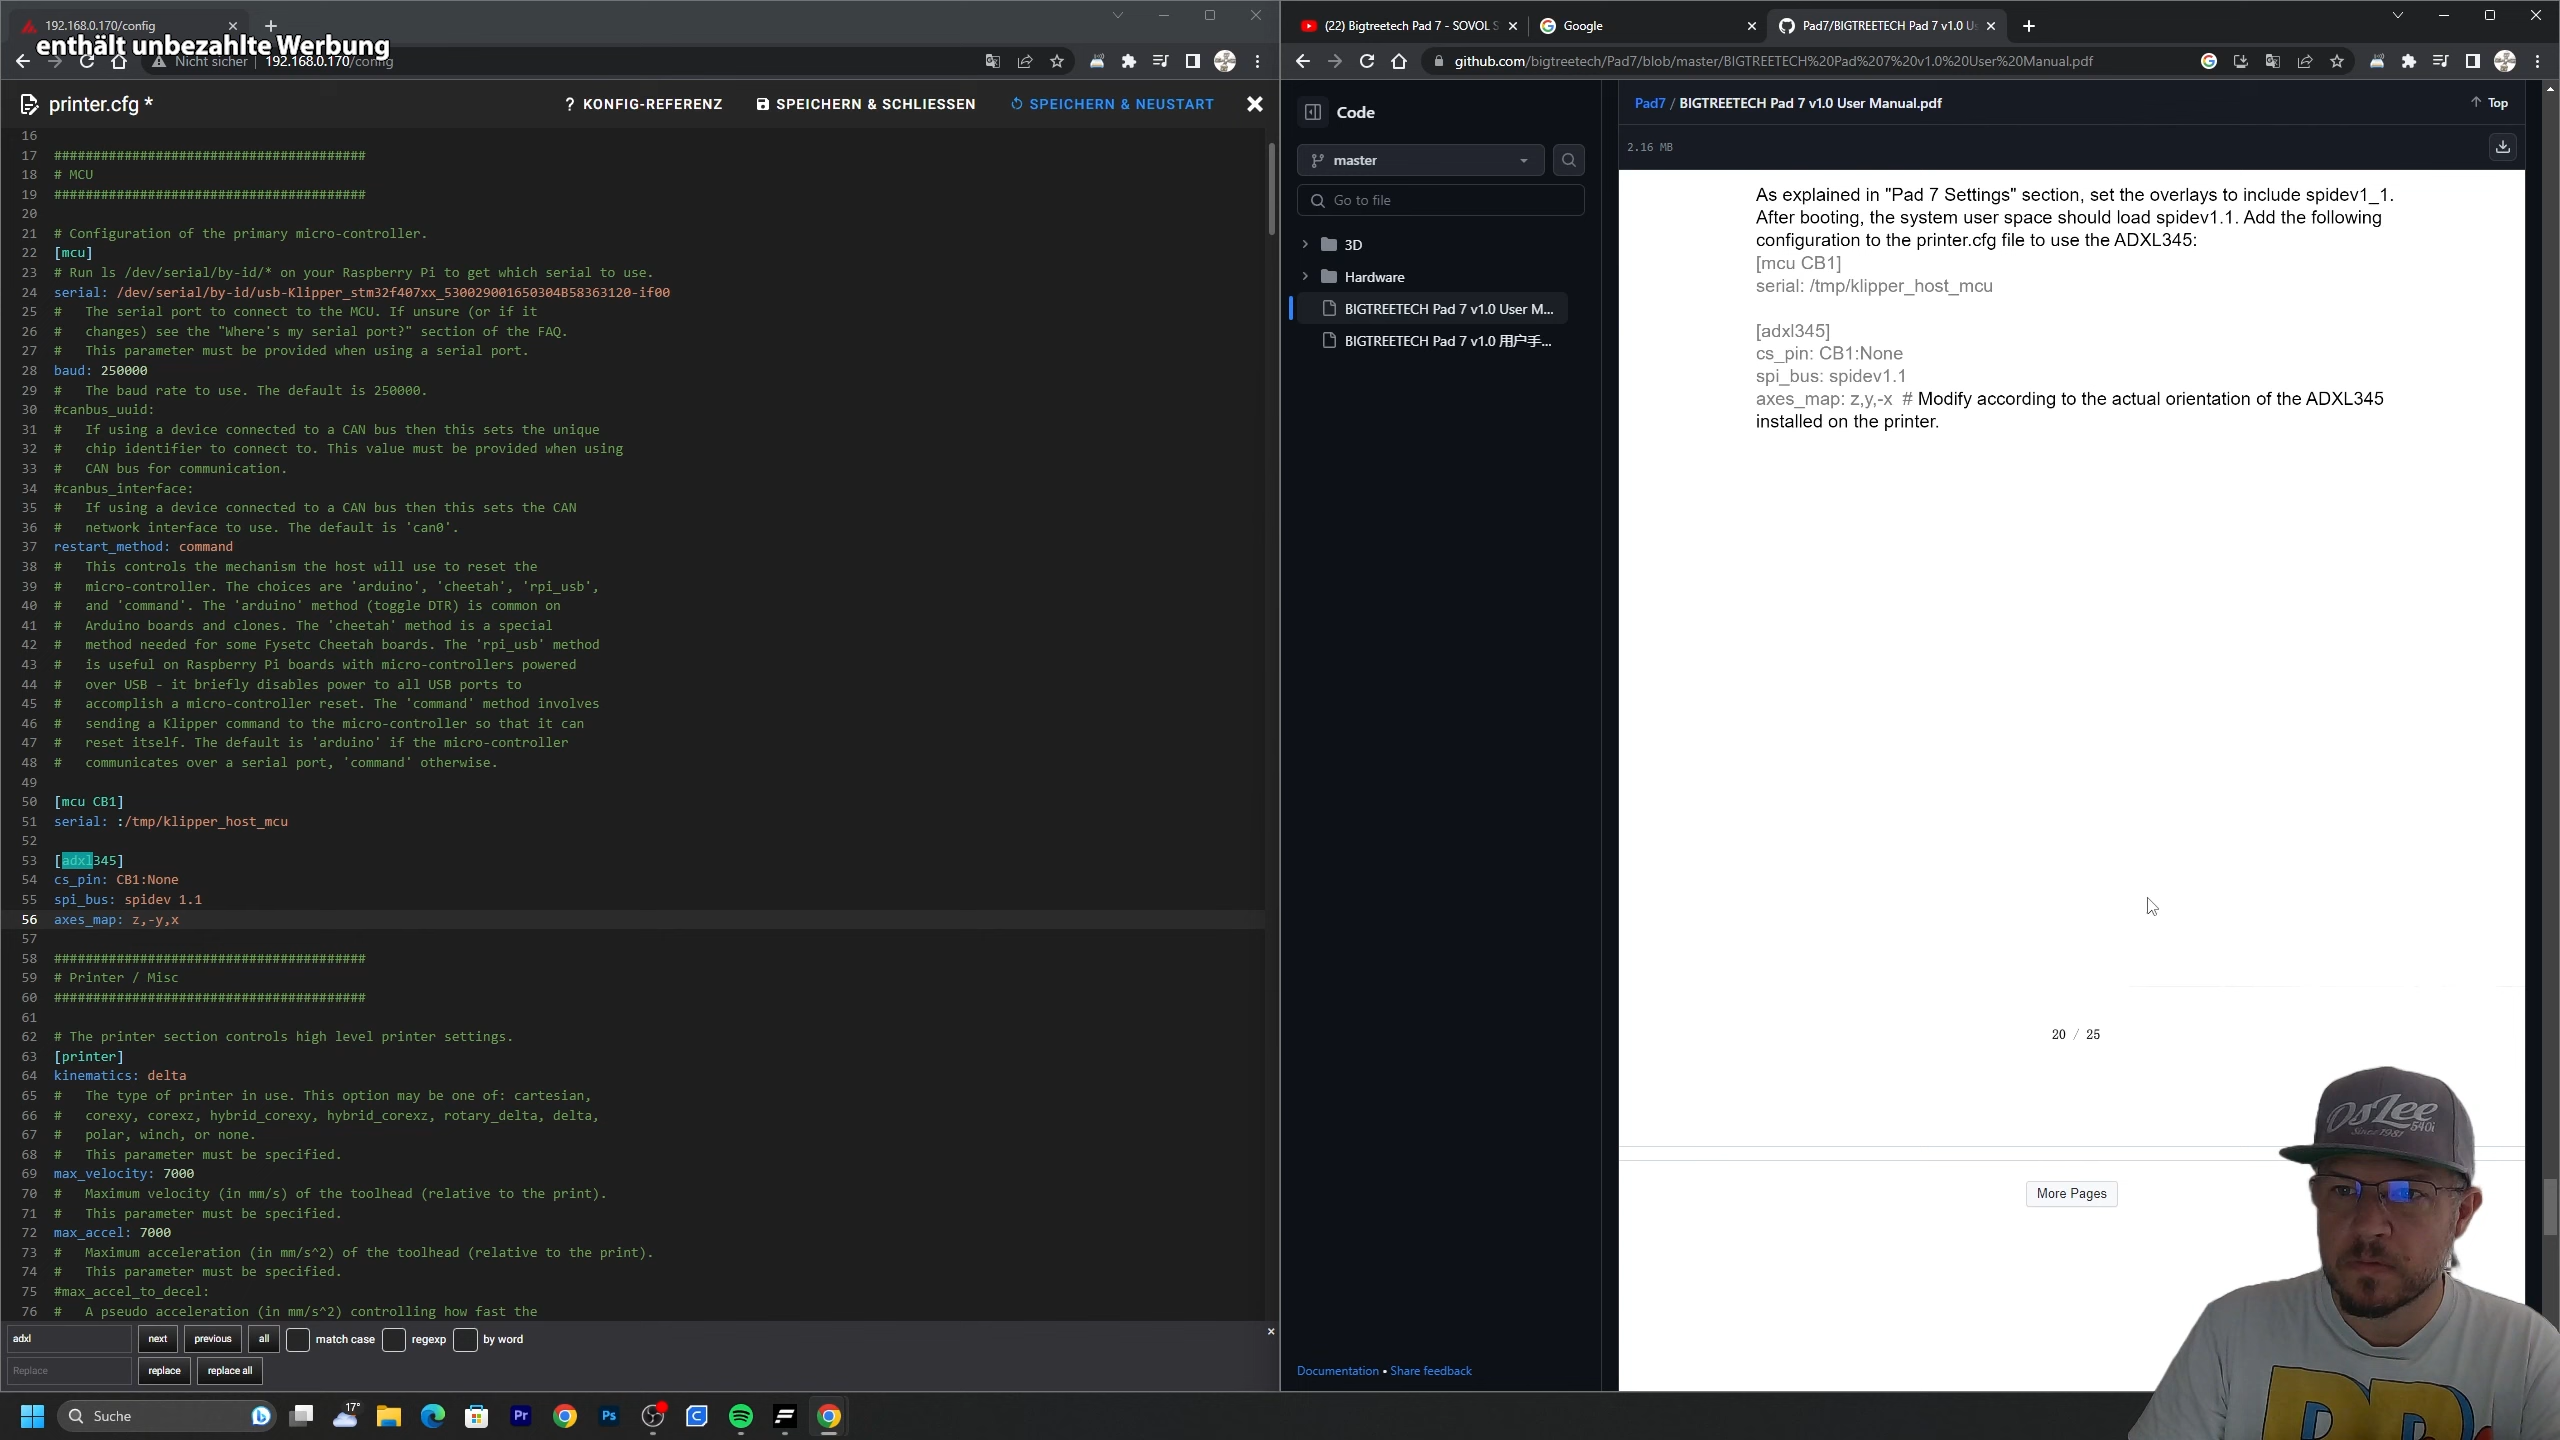 192.168.0.170/config
enthält unbezahlte Werbung
Nicht sicher
192.168.0.170/config
printer.cfg *
? KONFIG-REFERENZ
SPEICHERN & SCHLIESSEN
SPEICHERN & NEUSTART
16
17 ########################################
18 # MCU
19 ########################################
20
21 # Configuration of the primary micro-controller.
22 [mcu]
23 # Run ls /dev/serial/by-id/* on your Raspberry Pi to get which serial to use.
24 serial: /dev/serial/by-id/usb-Klipper_stm32f407xx_530029001650304B58363120-if00
25 #   The serial port to connect to the MCU. If unsure (or if it
26 #   changes) see the "Where's my serial port?" section of the FAQ.
27 #   This parameter must be provided when using a serial port.
28 baud: 250000
29 #   The baud rate to use. The default is 250000.
30 #canbus_uuid:
31 #   If using a device connected to a CAN bus then this sets the unique
32 #   chip identifier to connect to. This value must be provided when using
33 #   CAN bus for communication.
34 #canbus_interface:
35 #   If using a device connected to a CAN bus then this sets the CAN
36 #   network interface to use. The default is 'can0'.
37 restart_method: command
38 #   This controls the mechanism the host will use to reset the
39 #   micro-controller. The choices are 'arduino', 'cheetah', 'rpi_usb',
40 #   and 'command'. The 'arduino' method (toggle DTR) is common on
41 #   Arduino boards and clones. The 'cheetah' method is a special
42 #   method needed for some Fysetc Cheetah boards. The 'rpi_usb' method
43 #   is useful on Raspberry Pi boards with micro-controllers powered
44 #   over USB - it briefly disables power to all USB ports to
45 #   accomplish a micro-controller reset. The 'command' method involves
46 #   sending a Klipper command to the micro-controller so that it can
47 #   reset itself. The default is 'arduino' if the micro-controller
48 #   communicates over a serial port, 'command' otherwise.
49
50 [mcu CB1]
51 serial: :/tmp/klipper_host_mcu
52
53 [adxl345]
54 cs_pin: CB1:None
55 spi_bus: spidev 1.1
56 axes_map: z,-y,x
57
58 ########################################
59 # Printer / Misc
60 ########################################
61
62 # The printer section controls high level printer settings.
63 [printer]
64 kinematics: delta
65 #   The type of printer in use. This option may be one of: cartesian,
66 #   corexy, corexz, hybrid_corexy, hybrid_corexz, rotary_delta, delta,
67 #   polar, winch, or none.
68 #   This parameter must be specified.
69 max_velocity: 7000
70 #   Maximum velocity (in mm/s) of the toolhead (relative to the print).
71 #   This parameter must be specified.
72 max_accel: 7000
73 #   Maximum acceleration (in mm/s^2) of the toolhead (relative to the print).
74 #   This parameter must be specified.
75 #max_accel_to_decel:
76 #   A pseudo acceleration (in mm/s^2) controlling how fast the
adxl
next
previous
all
match case
regexp
by word
Replace
replace
replace all
(22) Bigtreetech Pad 7 - SOVOL S
Google
Pad7/BIGTREETECH Pad 7 v1.0 Us
github.com/bigtreetech/Pad7/blob/master/BIGTREETECH%20Pad%207%20v1.0%20User%20Manual.pdf
Code
master
Go to file
3D
Hardware
BIGTREETECH Pad 7 v1.0 User M...
BIGTREETECH Pad 7 v1.0 用户手...
Documentation • Share feedback
Pad7 / BIGTREETECH Pad 7 v1.0 User Manual.pdf
Top
2.16 MB
As explained in "Pad 7 Settings" section, set the overlays to include spidev1_1.
After booting, the system user space should load spidev1.1. Add the following
configuration to the printer.cfg file to use the ADXL345:
[mcu CB1]
serial: /tmp/klipper_host_mcu
[adxl345]
cs_pin: CB1:None
spi_bus: spidev1.1
axes_map: z,y,-x # Modify according to the actual orientation of the ADXL345
installed on the printer.
20 / 25
More Pages
OsLee
Since 1981
540i
17°
Suche
Pr
Ps